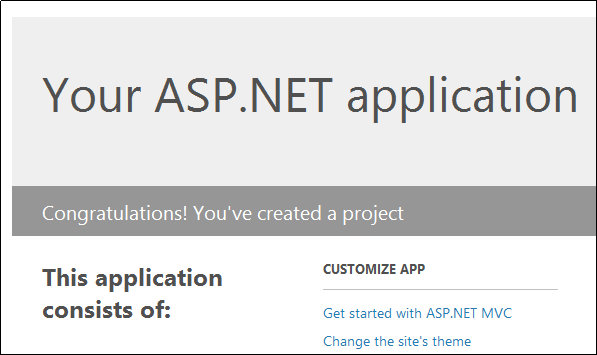 Your ASP.NET application
Congratulations! You've created a project
This application
consists of:
CUSTOMIZE APP
Get started with ASP.NET MVC
Change the site's theme